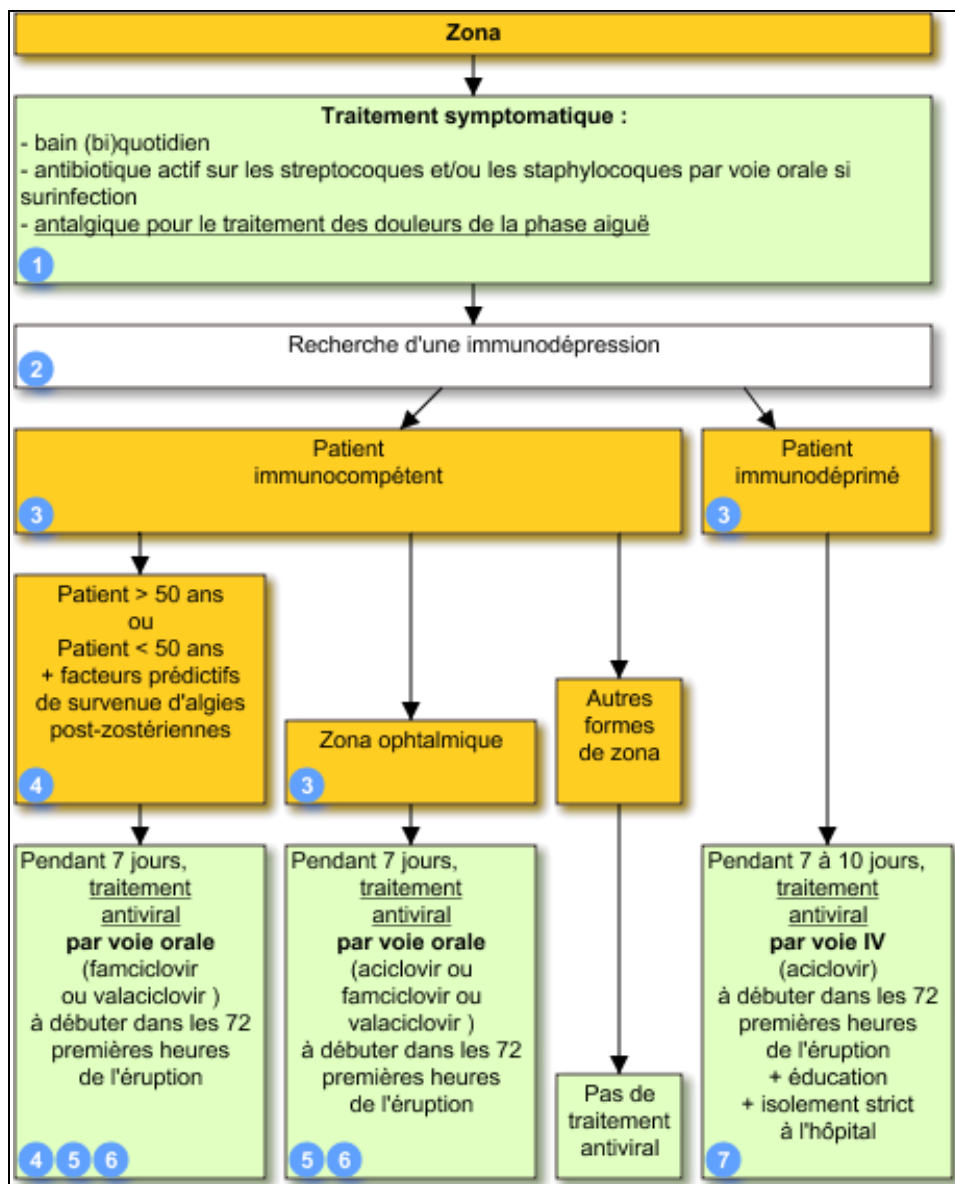 Zona
Traitement symptomatique :
- bain (bi)quotidien
- antibiotique actif sur les streptocoques et/ou les staphylocoques par voie orale si
surinfection
- antalgique pour le traitement des douleurs de la phase aiguë
1
Recherche d'une immunodépression
2
Patient
immunocompétent
3
Patient
immunodéprimé
3
Patient > 50 ans
ou
Patient < 50 ans
+ facteurs prédictifs
de survenue d'algies
post-zostériennes
4
Zona ophtalmique
3
Autres
formes
de zona
Pendant 7 jours,
traitement
antiviral
par voie orale
(famciclovir
ou valaciclovir )
à débuter dans les 72
premières heures
de l'éruption
4 5 6
Pendant 7 jours,
traitement
antiviral
par voie orale
(aciclovir ou
famciclovir ou
valaciclovir )
à débuter dans les 72
premières heures
de l'éruption
5 6
Pas de
traitement
antiviral
Pendant 7 à 10 jours,
traitement
antiviral
par voie IV
(aciclovir)
à débuter dans les 72
premières heures
de l'éruption
+ éducation
+ isolement strict
à l'hôpital
7